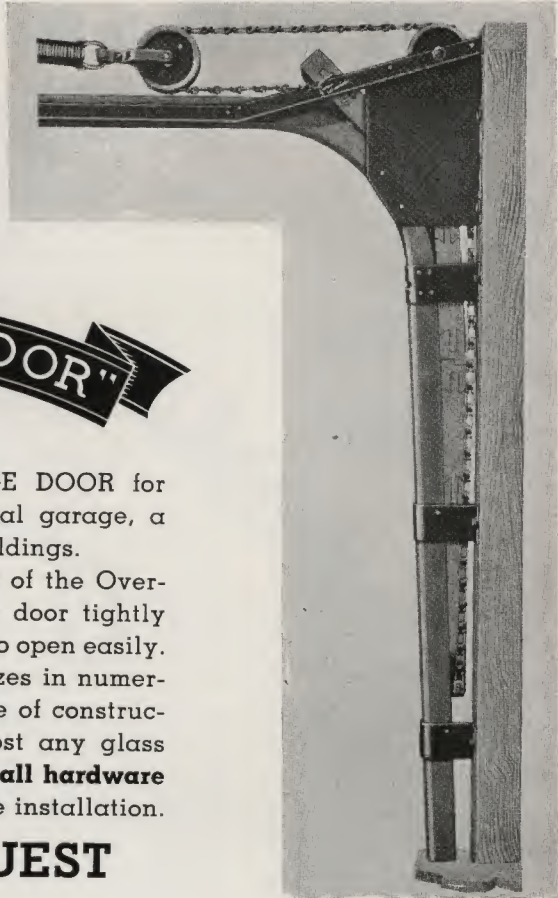 OOR"
E DOOR for
al garage, a
ldings.
of the Over-
door tightly
o open easily.
zes in numer-
e of construc-
ost any glass
all hardware
e installation.
UEST